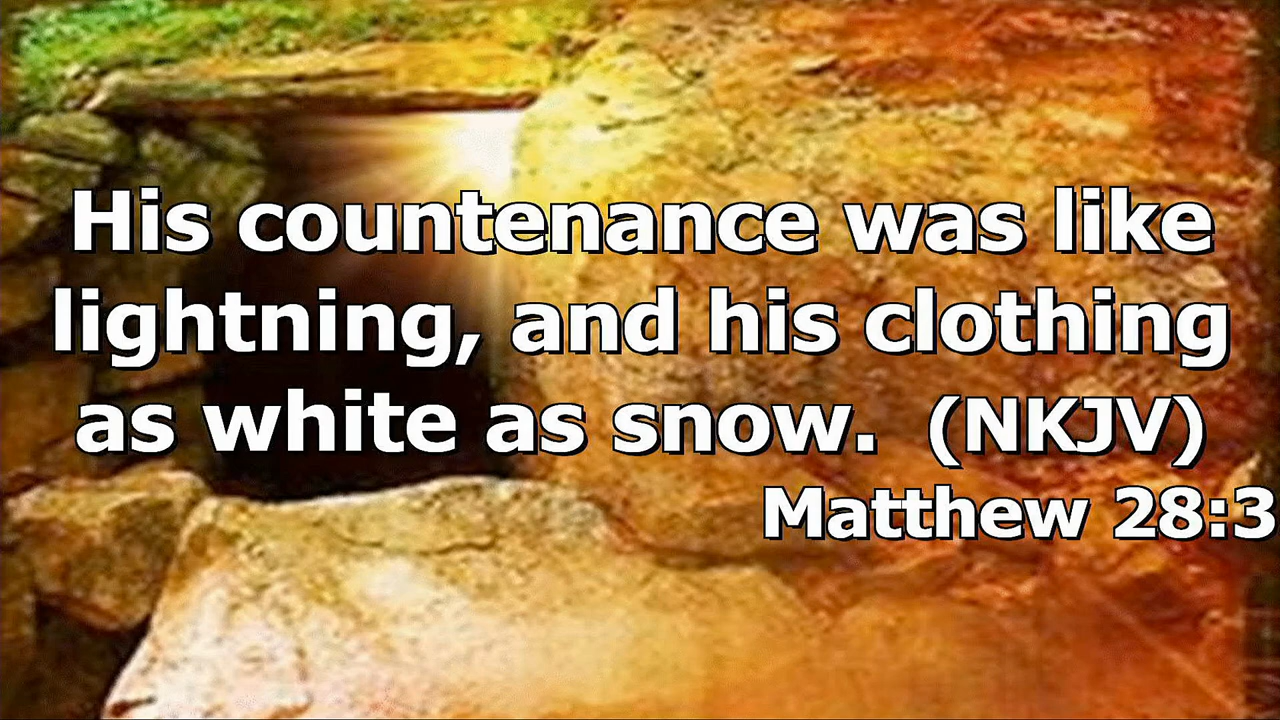 His countenance was like
lightning, and his clothing
as white as snow.  (NKJV)
Matthew 28:3